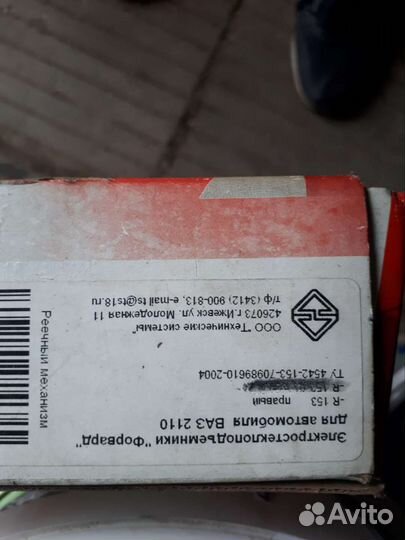 Электростеклоподъемники "Форвард"
для автомобиля ВАЗ 2110
-R 153 правый
ТУ 4542-153-70989610-2004
ООО "Технические системы"
426073 г.Ижевск ул. Молодежная 11
т/ф (3412) 900-813, e-mail ts@ts18.ru
Реечный механизм
Avito